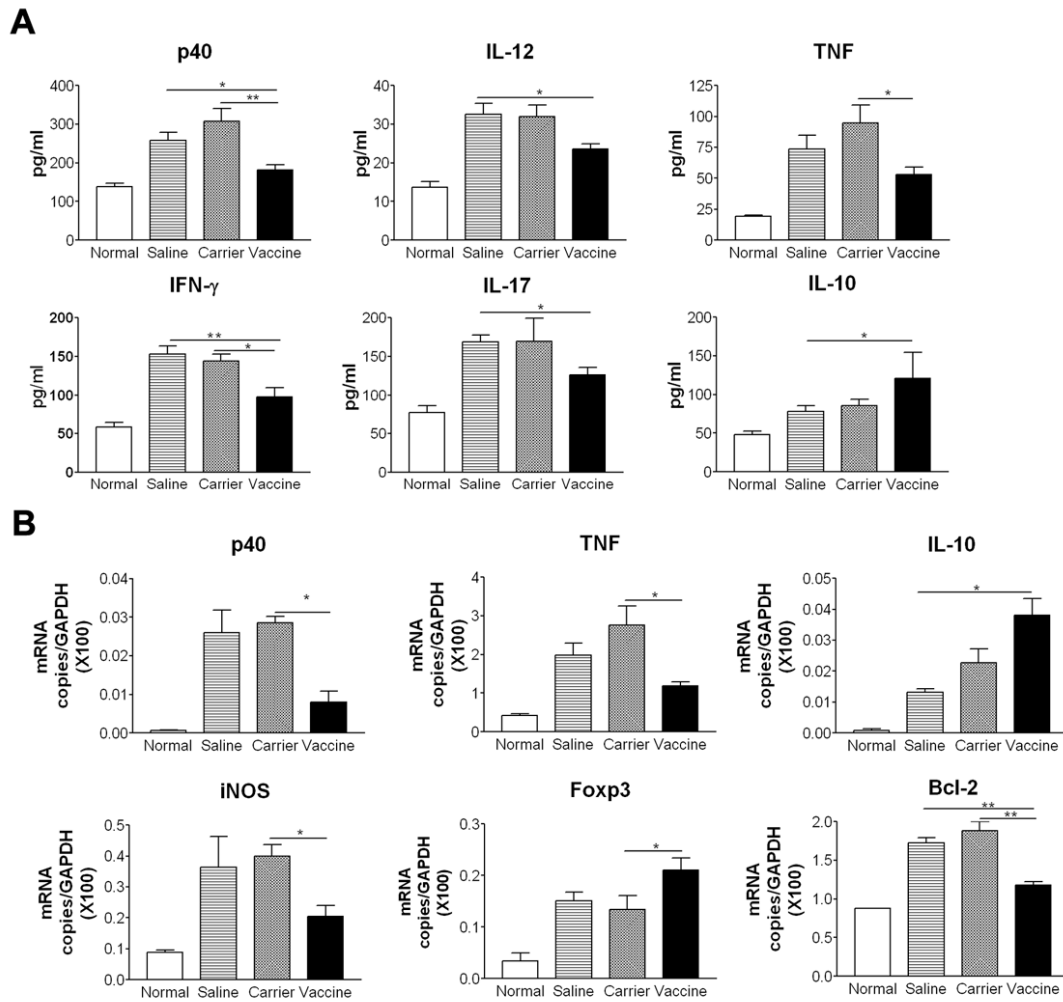 A
p40
IL-12
TNF
400
300
200
100
0
pg/ml
*
**
Normal Saline Carrier Vaccine
40
30
20
10
0
pg/ml
*
Normal Saline Carrier Vaccine
125
100
75
50
25
0
pg/ml
*
Normal Saline Carrier Vaccine
IFN-γ
IL-17
IL-10
200
150
100
50
0
pg/ml
**
*
Normal Saline Carrier Vaccine
200
150
100
50
0
pg/ml
*
Normal Saline Carrier Vaccine
200
150
100
50
0
pg/ml
*
Normal Saline Carrier Vaccine
B
p40
TNF
IL-10
mRNA
copies/GAPDH
(X100)
0.04
0.03
0.02
0.01
0.00
*
Normal Saline Carrier Vaccine
mRNA
copies/GAPDH
(X100)
4
3
2
1
0
*
Normal Saline Carrier Vaccine
mRNA
copies/GAPDH
(X100)
0.05
0.04
0.03
0.02
0.01
0.00
*
Normal Saline Carrier Vaccine
iNOS
Foxp3
Bcl-2
mRNA
copies/GAPDH
(X100)
0.5
0.4
0.3
0.2
0.1
0.0
*
Normal Saline Carrier Vaccine
mRNA
copies/GAPDH
(X100)
0.3
0.2
0.1
0.0
*
Normal Saline Carrier Vaccine
mRNA
copies/GAPDH
(X100)
2.0
1.5
1.0
0.5
0.0
**
**
Normal Saline Carrier Vaccine